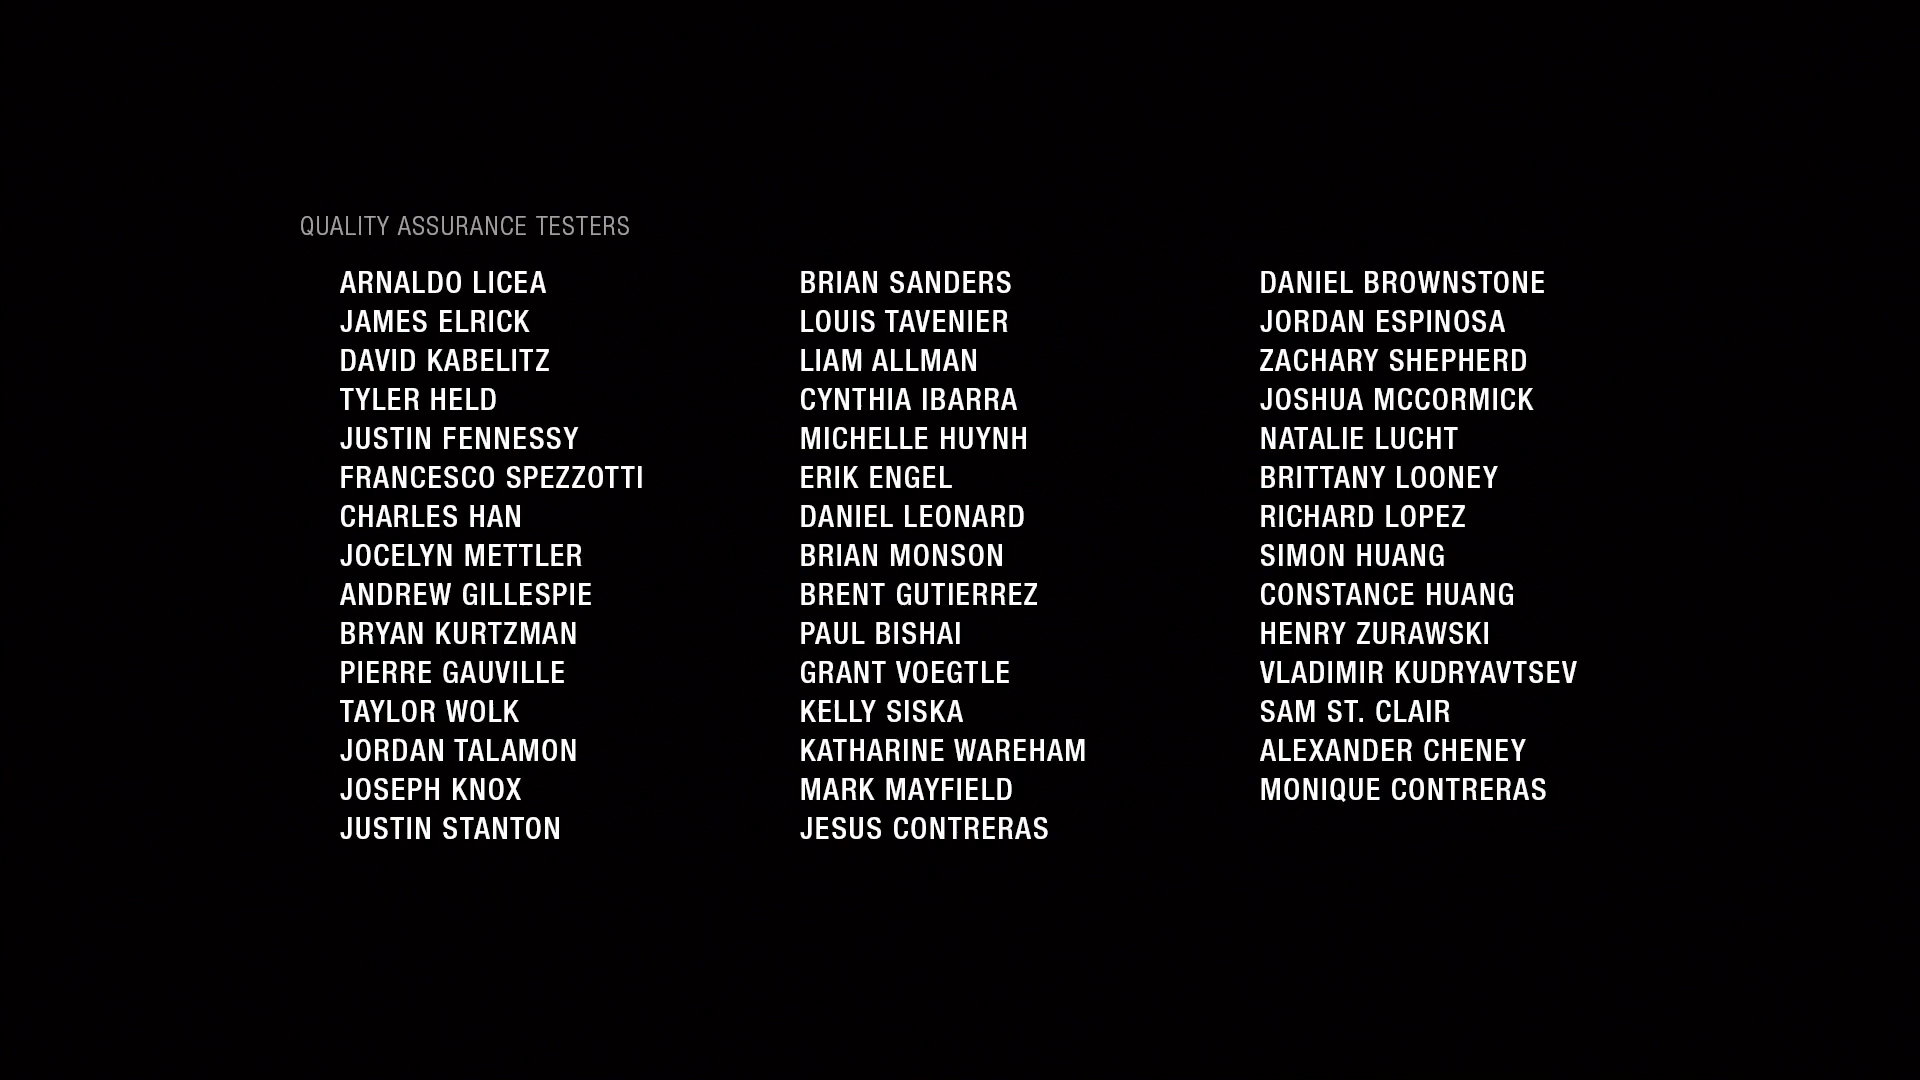 QUALITY ASSURANCE TESTERS
ARNALDO LICEA
JAMES ELRICK
DAVID KABELITZ
TYLER HELD
JUSTIN FENNESSY
FRANCESCO SPEZZOTTI
CHARLES HAN
JOCELYN METTLER
ANDREW GILLESPIE
BRYAN KURTZMAN
PIERRE GAUVILLE
TAYLOR WOLK
JORDAN TALAMON
JOSEPH KNOX
JUSTIN STANTON
BRIAN SANDERS
LOUIS TAVENIER
LIAM ALLMAN
CYNTHIA IBARRA
MICHELLE HUYNH
ERIK ENGEL
DANIEL LEONARD
BRIAN MONSON
BRENT GUTIERREZ
PAUL BISHAI
GRANT VOEGTLE
KELLY SISKA
KATHARINE WAREHAM
MARK MAYFIELD
JESUS CONTRERAS
DANIEL BROWNSTONE
JORDAN ESPINOSA
ZACHARY SHEPHERD
JOSHUA MCCORMICK
NATALIE LUCHT
BRITTANY LOONEY
RICHARD LOPEZ
SIMON HUANG
CONSTANCE HUANG
HENRY ZURAWSKI
VLADIMIR KUDRYAVTSEV
SAM ST. CLAIR
ALEXANDER CHENEY
MONIQUE CONTRERAS